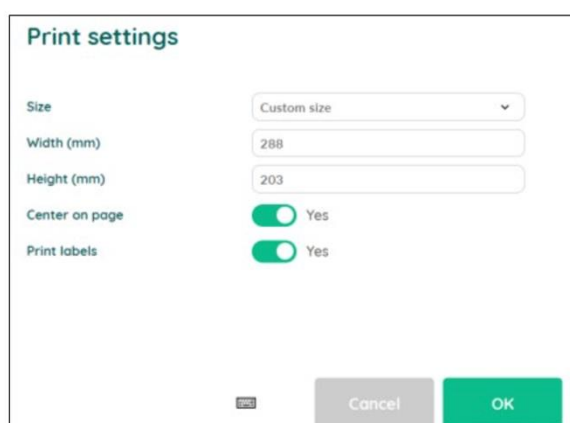 Print settings
Size Custom size
Width (mm) 288
Height (mm) 203
Center on page Yes
Print labels Yes
Cancel OK